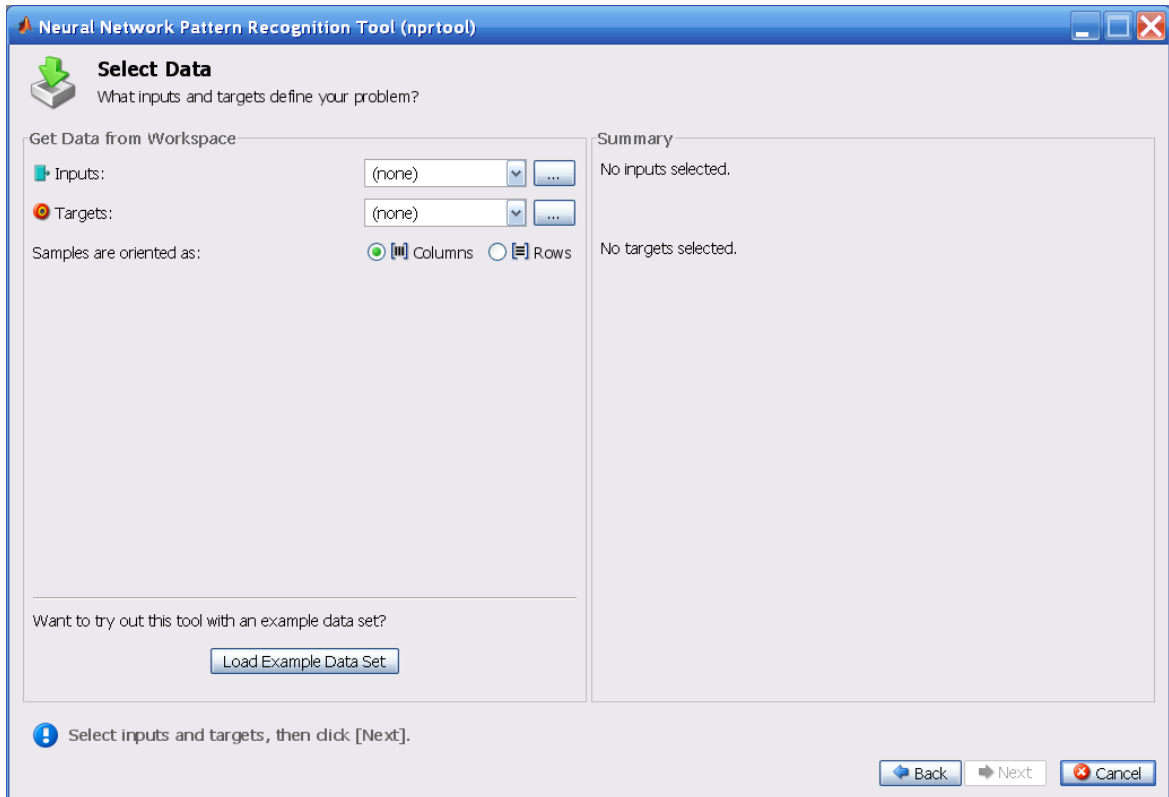 Neural Network Pattern Recognition Tool (nprtool)
Select Data
What inputs and targets define your problem?
Get Data from Workspace
Inputs:
(none)
...
Targets:
(none)
...
Samples are oriented as:
Columns
Rows
Want to try out this tool with an example data set?
Load Example Data Set
Summary
No inputs selected.
No targets selected.
Select inputs and targets, then click [Next].
Back
Next
Cancel